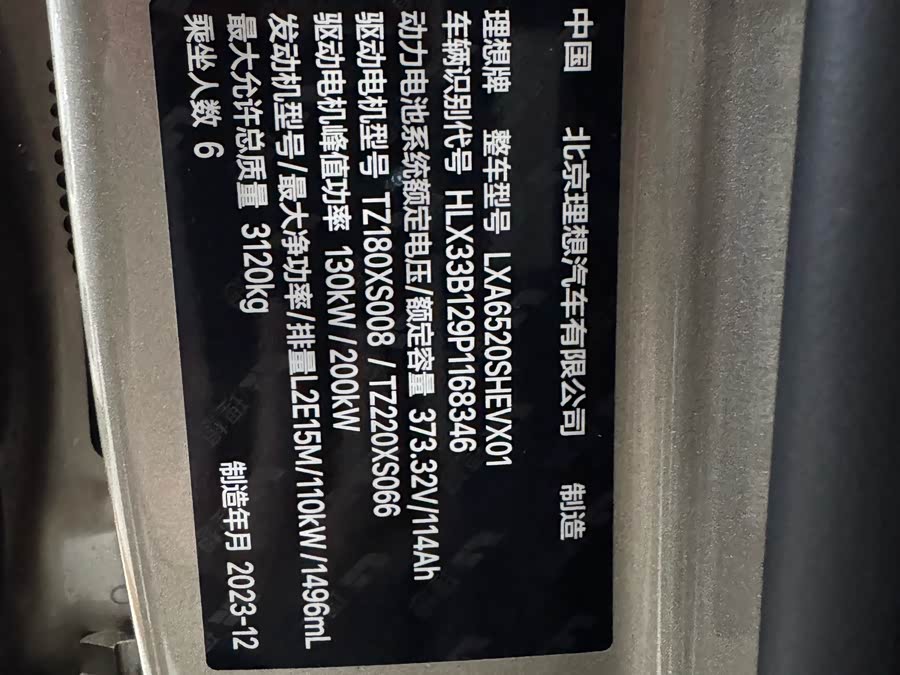 中国 北京理想汽车有限公司 制造
理想牌 整车型号 LXA6520SHEVX01
车辆识别代号 HLX33B129P1168346
动力电池系统额定电压/额定容量 373.32V/114Ah
驱动电机型号 TZ180XS008 / TZ220XS066
驱动电机峰值功率 130kW / 200kW
发动机型号/最大净功率/排量L2E15M/110kW/1496mL
最大允许总质量 3120kg
乘坐人数 6 制造年月 2023-12